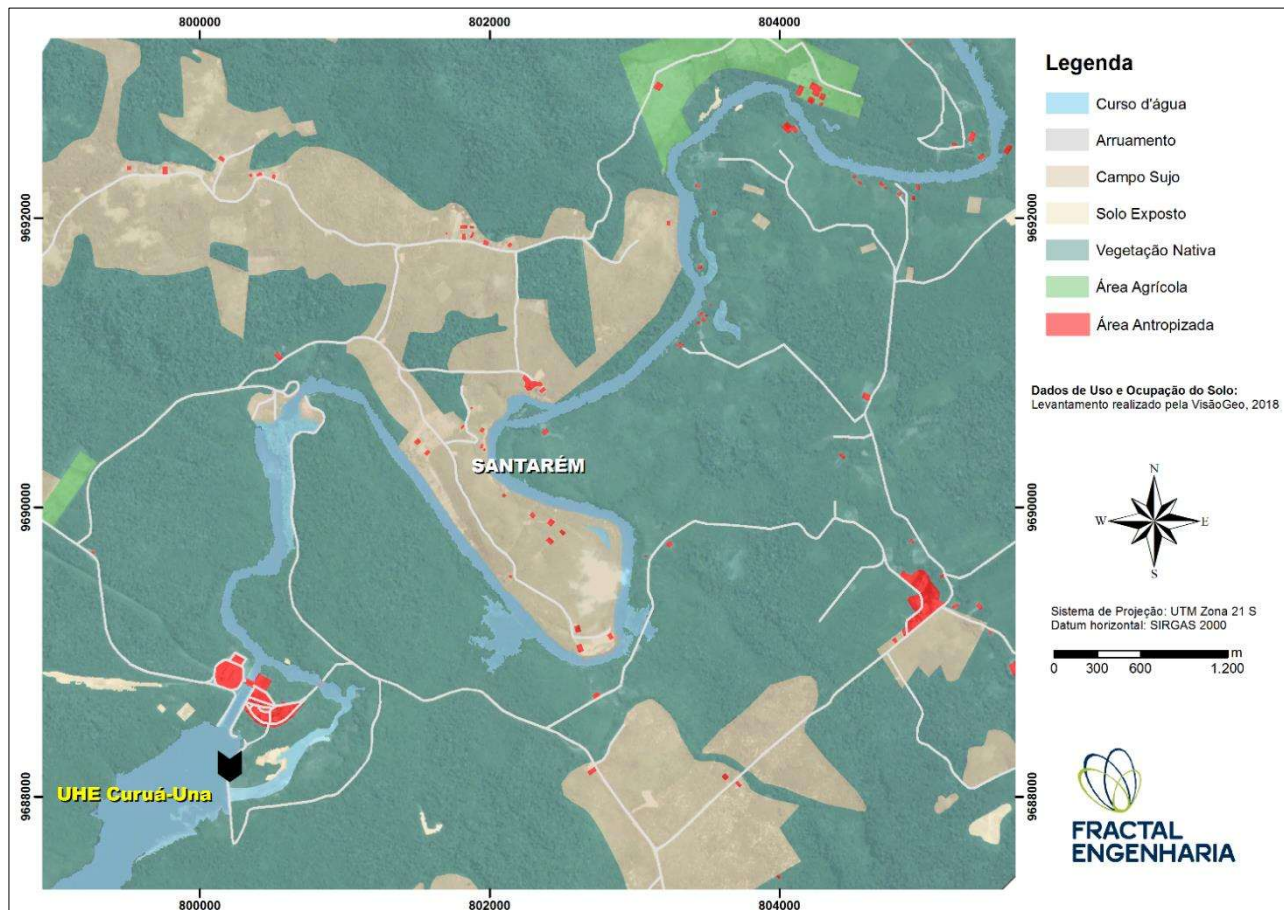 800000
802000
804000
9692000
9692000
9690000
9690000
9688000
9688000
SANTARÉM
UHE Curuá-Una
800000
802000
804000
Legenda
Curso d'água
Arruamento
Campo Sujo
Solo Exposto
Vegetação Nativa
Área Agrícola
Área Antropizada
Dados de Uso e Ocupação do Solo:
Levantamento realizado pela VisãoGeo, 2018
N
W
E
S
Sistema de Projeção: UTM Zona 21 S
Datum horizontal: SIRGAS 2000
m
0 300 600 1.200
FRACTAL
ENGENHARIA